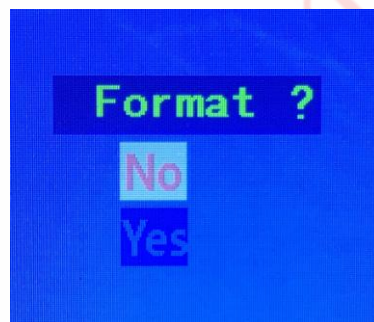 Format ?
No
Yes